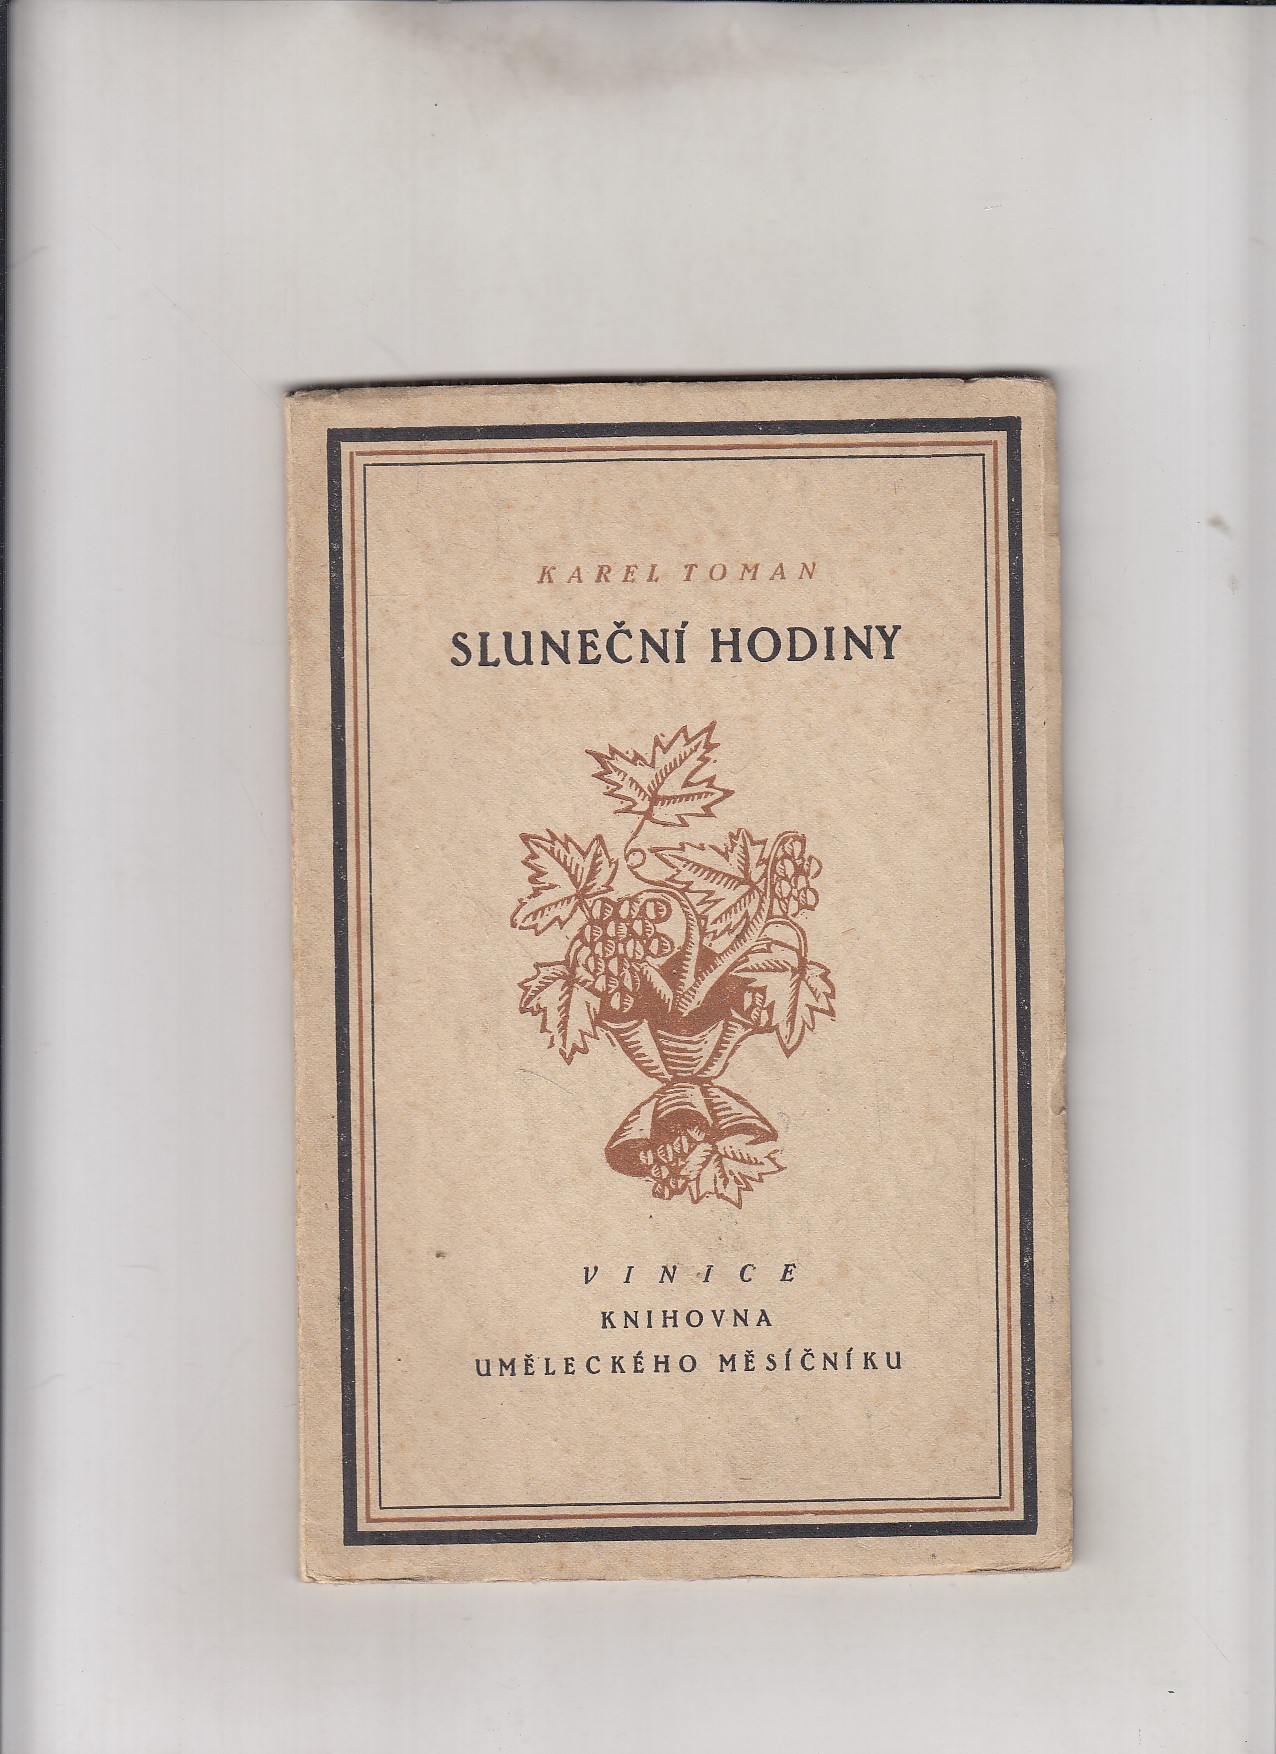 KAREL TOMAN
SLUNEČNÍ HODINY
VINICE
KNIHOVNA
UMĚLECKÉHO MĚSÍČNÍKU